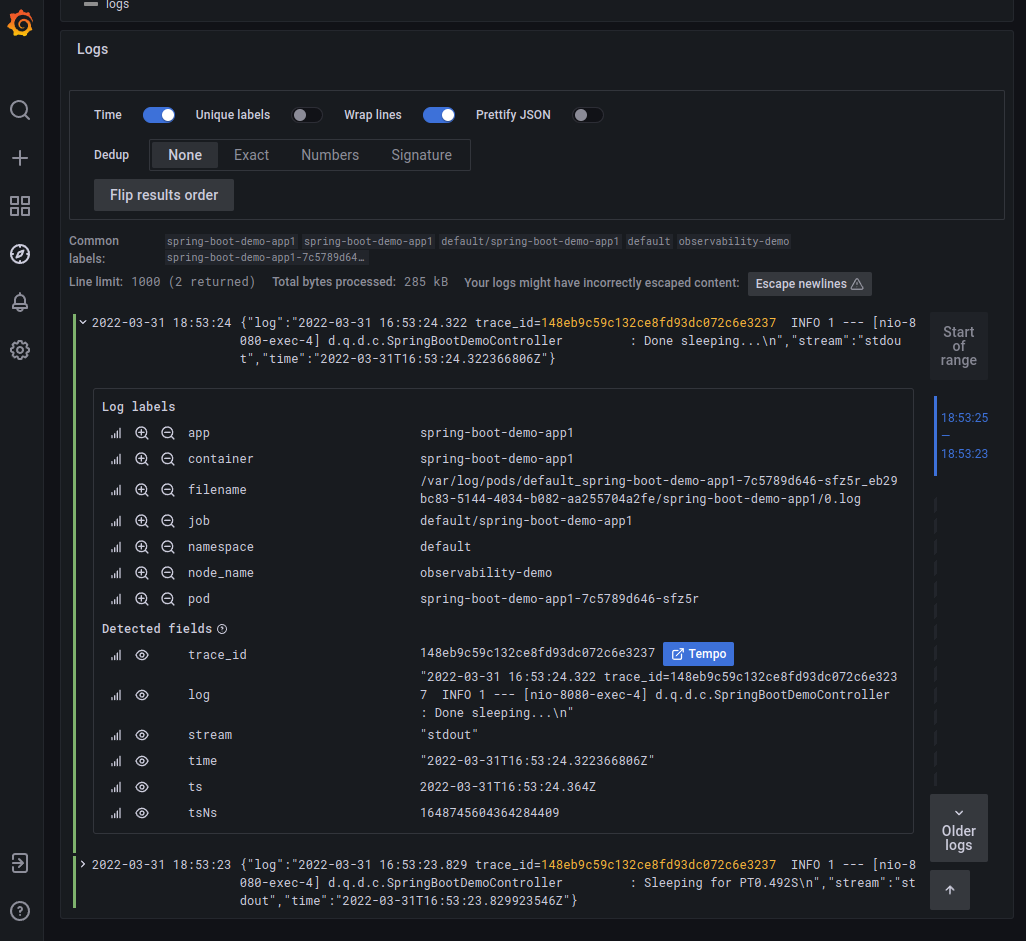 logs
Logs
Time Unique labels Wrap lines Prettify JSON
Dedup None Exact Numbers Signature
Flip results order
Common labels: spring-boot-demo-app1 spring-boot-demo-app1 default/spring-boot-demo-app1 default observability-demo
spring-boot-demo-app1-7c5789d64…
Line limit: 1000 (2 returned) Total bytes processed: 285 kB Your logs might have incorrectly escaped content: Escape newlines
2022-03-31 18:53:24 {"log":"2022-03-31 16:53:24.322 trace_id=148eb9c59c132ce8fd93dc072c6e3237 INFO 1 --- [nio-8
080-exec-4] d.q.d.c.SpringBootDemoController : Done sleeping...\n","stream":"stdou
t","time":"2022-03-31T16:53:24.322366806Z"}
Start
of
range
18:53:25
—
18:53:23
Log labels
app spring-boot-demo-app1
container spring-boot-demo-app1
filename /var/log/pods/default_spring-boot-demo-app1-7c5789d646-sfz5r_eb29
bc83-5144-4034-b082-aa255704a2fe/spring-boot-demo-app1/0.log
job default/spring-boot-demo-app1
namespace default
node_name observability-demo
pod spring-boot-demo-app1-7c5789d646-sfz5r
Detected fields
trace_id 148eb9c59c132ce8fd93dc072c6e3237 Tempo
log "2022-03-31 16:53:24.322 trace_id=148eb9c59c132ce8fd93dc072c6e323
7 INFO 1 --- [nio-8080-exec-4] d.q.d.c.SpringBootDemoController
: Done sleeping...\n"
stream "stdout"
time "2022-03-31T16:53:24.322366806Z"
ts 2022-03-31T16:53:24.364Z
tsNs 1648745604364284409
Older
logs
2022-03-31 18:53:23 {"log":"2022-03-31 16:53:23.829 trace_id=148eb9c59c132ce8fd93dc072c6e3237 INFO 1 --- [nio-8
080-exec-4] d.q.d.c.SpringBootDemoController : Sleeping for PT0.492S\n","stream":"st
dout","time":"2022-03-31T16:53:23.829923546Z"}